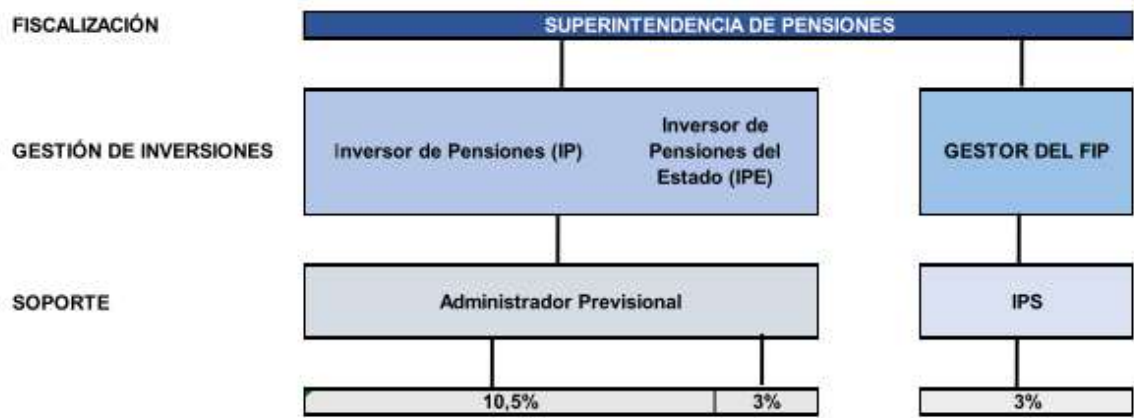 FISCALIZACIÓN
SUPERINTENDENCIA DE PENSIONES
GESTIÓN DE INVERSIONES
Inversor de Pensiones (IP)
Inversor de
Pensiones del
Estado (IPE)
GESTOR DEL FIP
SOPORTE
Administrador Previsional
IPS
10,5%
3%
3%